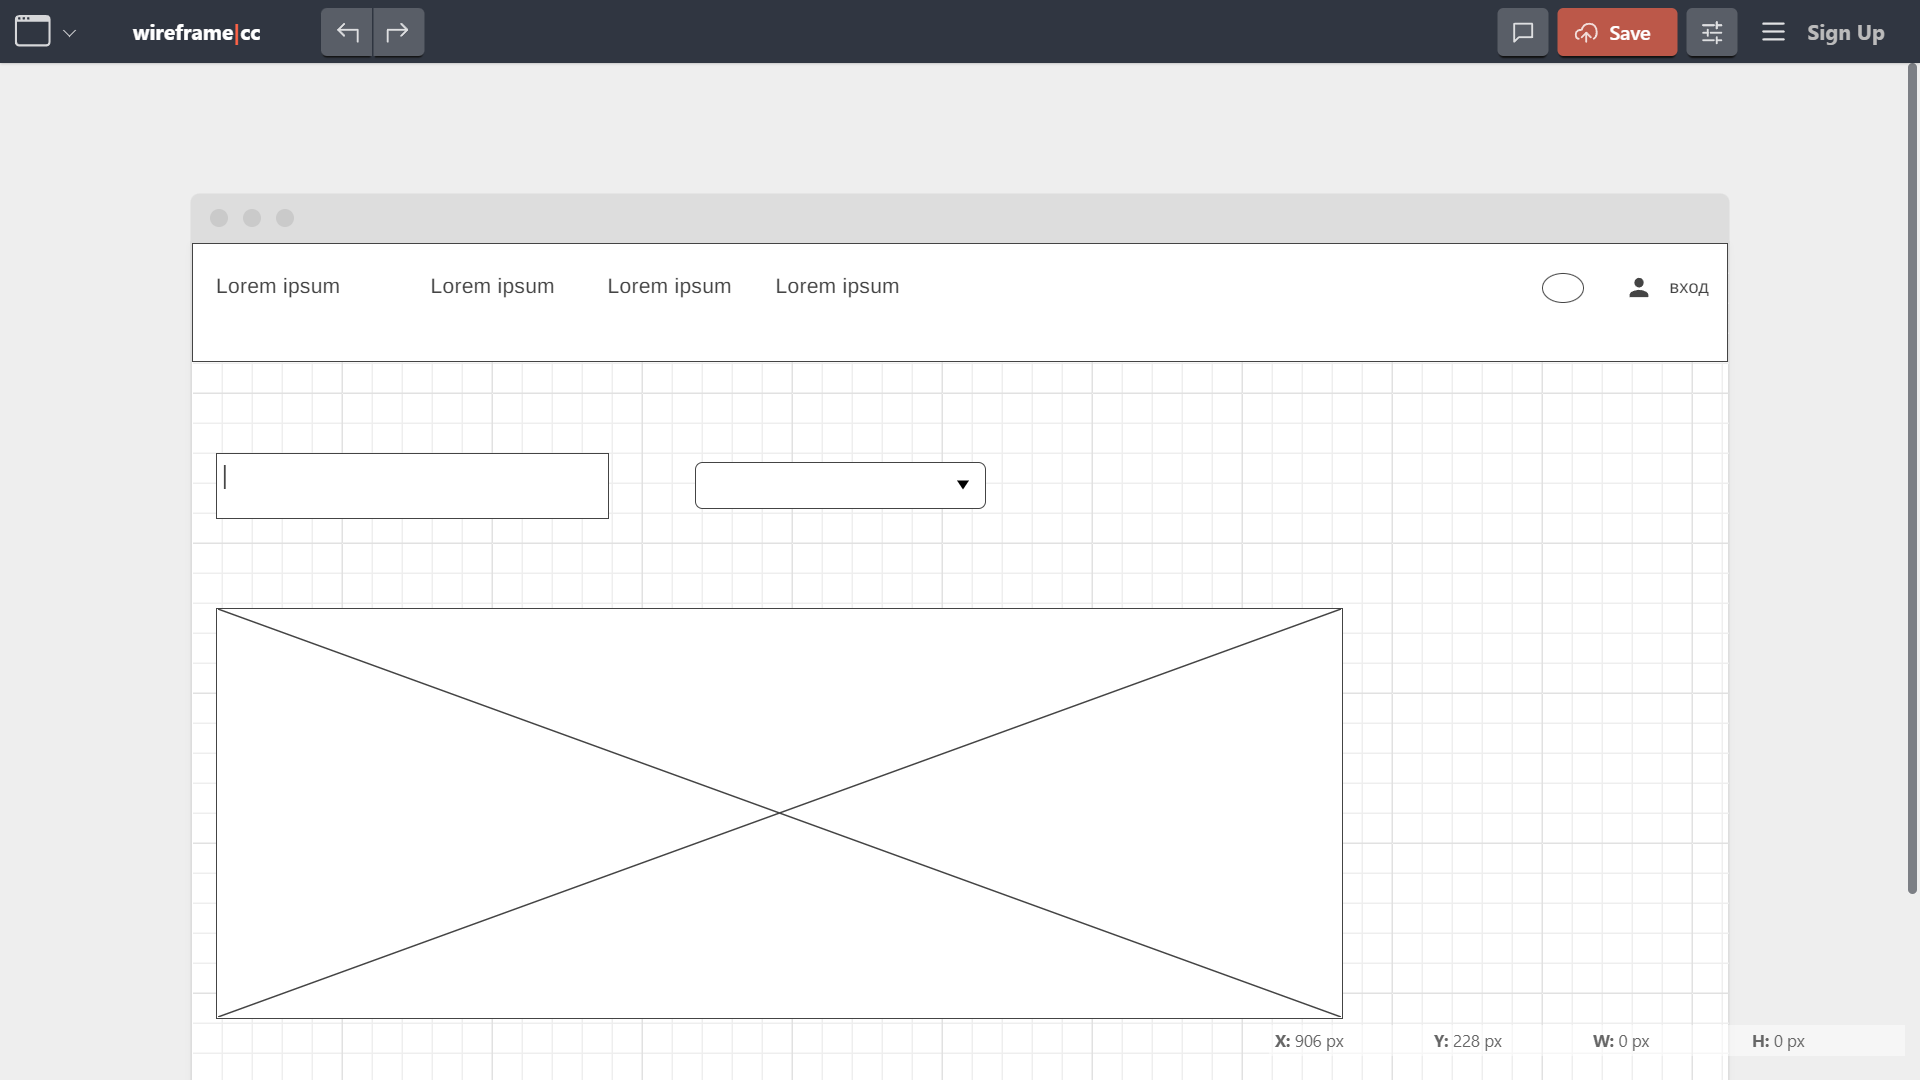 wireframe|cc
Save
Sign Up
Lorem ipsum Lorem ipsum Lorem ipsum Lorem ipsum вход
X: 906 px Y: 228 px W: 0 px H: 0 px